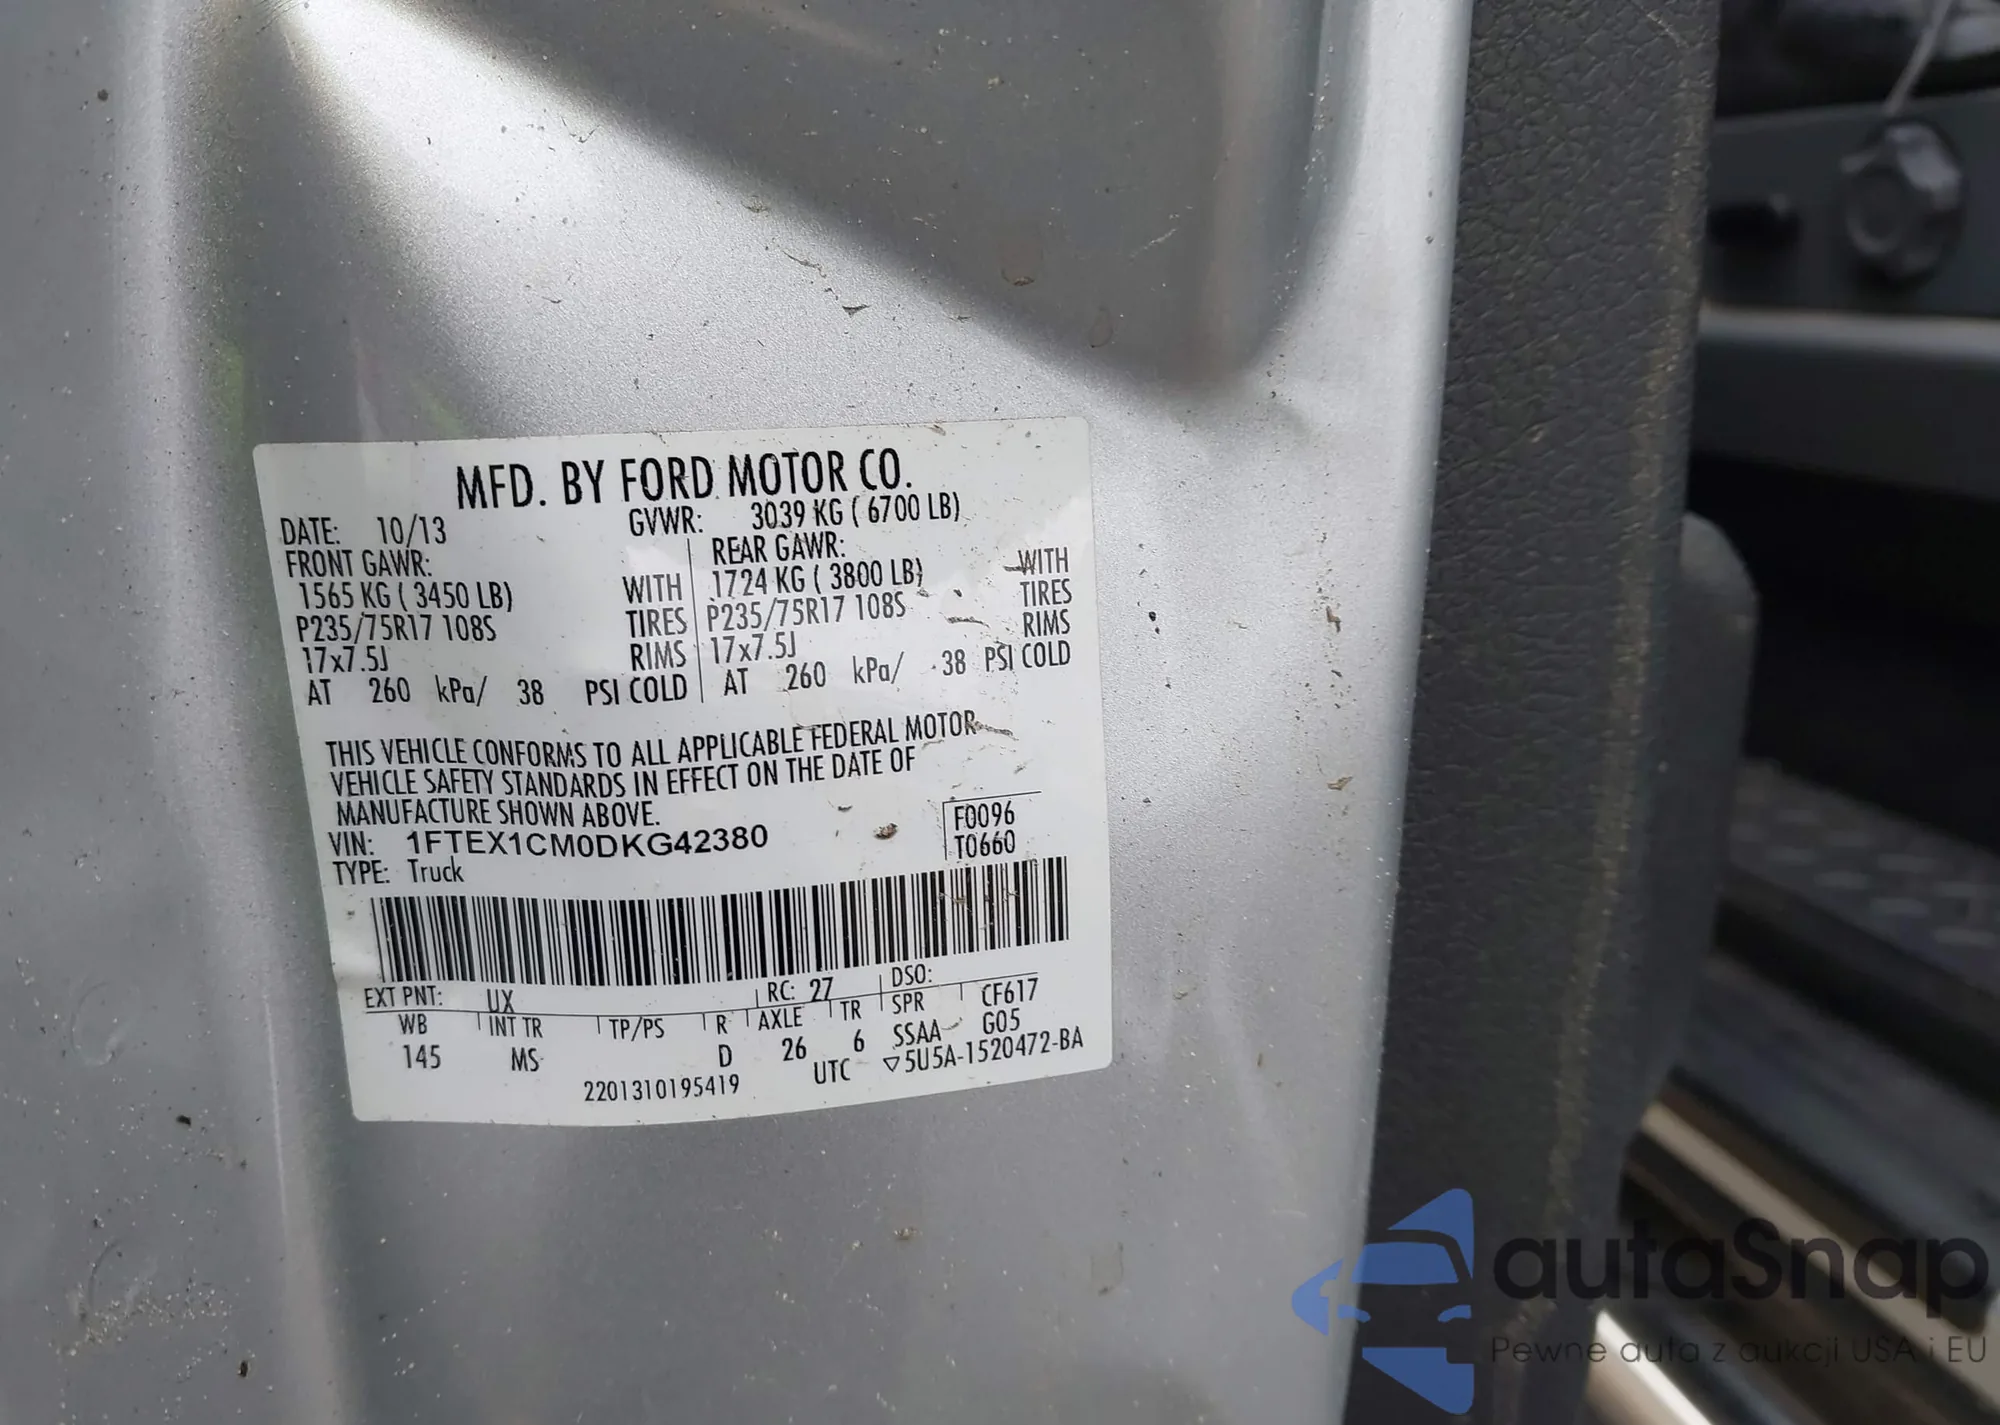 MFD. BY FORD MOTOR CO.
DATE: 10/13 GVWR: 3039 KG ( 6700 LB)
FRONT GAWR: REAR GAWR:
1565 KG ( 3450 LB) WITH 1724 KG ( 3800 LB) WITH
P235/75R17 108S TIRES P235/75R17 108S TIRES
17x7.5J RIMS 17x7.5J RIMS
AT 260 kPa/ 38 PSI COLD AT 260 kPa/ 38 PSI COLD
THIS VEHICLE CONFORMS TO ALL APPLICABLE FEDERAL MOTOR
VEHICLE SAFETY STANDARDS IN EFFECT ON THE DATE OF
MANUFACTURE SHOWN ABOVE.
VIN: 1FTEX1CM0DKG42380 F0096
TYPE: Truck T0660
EXT PNT: UX RC: 27 DSO:
WB INT TR TP/PS R AXLE TR SPR CF617
145 MS D 26 6 SSAA G05
2201310195419 UTC ▽5U5A-1520472-BA
autaSnap
Pewne auta z aukcji USA i EU